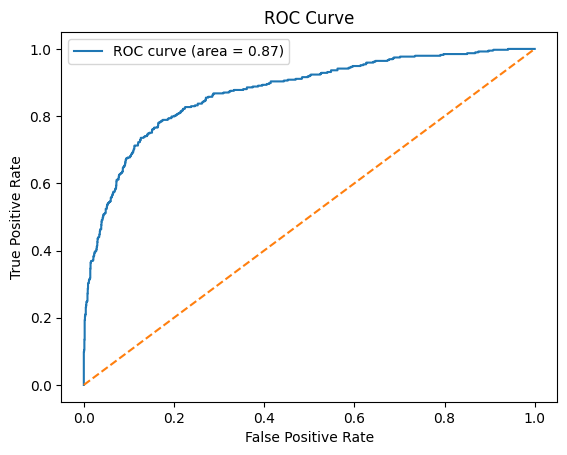 ROC Curve
ROC curve (area = 0.87)
True Positive Rate
1.0
0.8
0.6
0.4
0.2
0.0
0.0 0.2 0.4 0.6 0.8 1.0
False Positive Rate